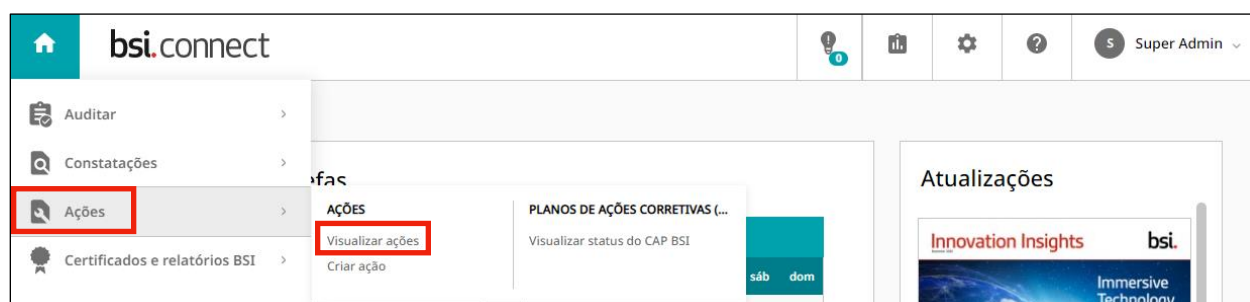 bsi.connect
0
S Super Admin
Auditar
Constatações
Ações
Certificados e relatórios BSI
efas
AÇÕES
Visualizar ações
Criar ação
PLANOS DE AÇÕES CORRETIVAS (...
Visualizar status do CAP BSI
sáb dom
Atualizações
Innovation Insights bsi.
Immersive
Technology